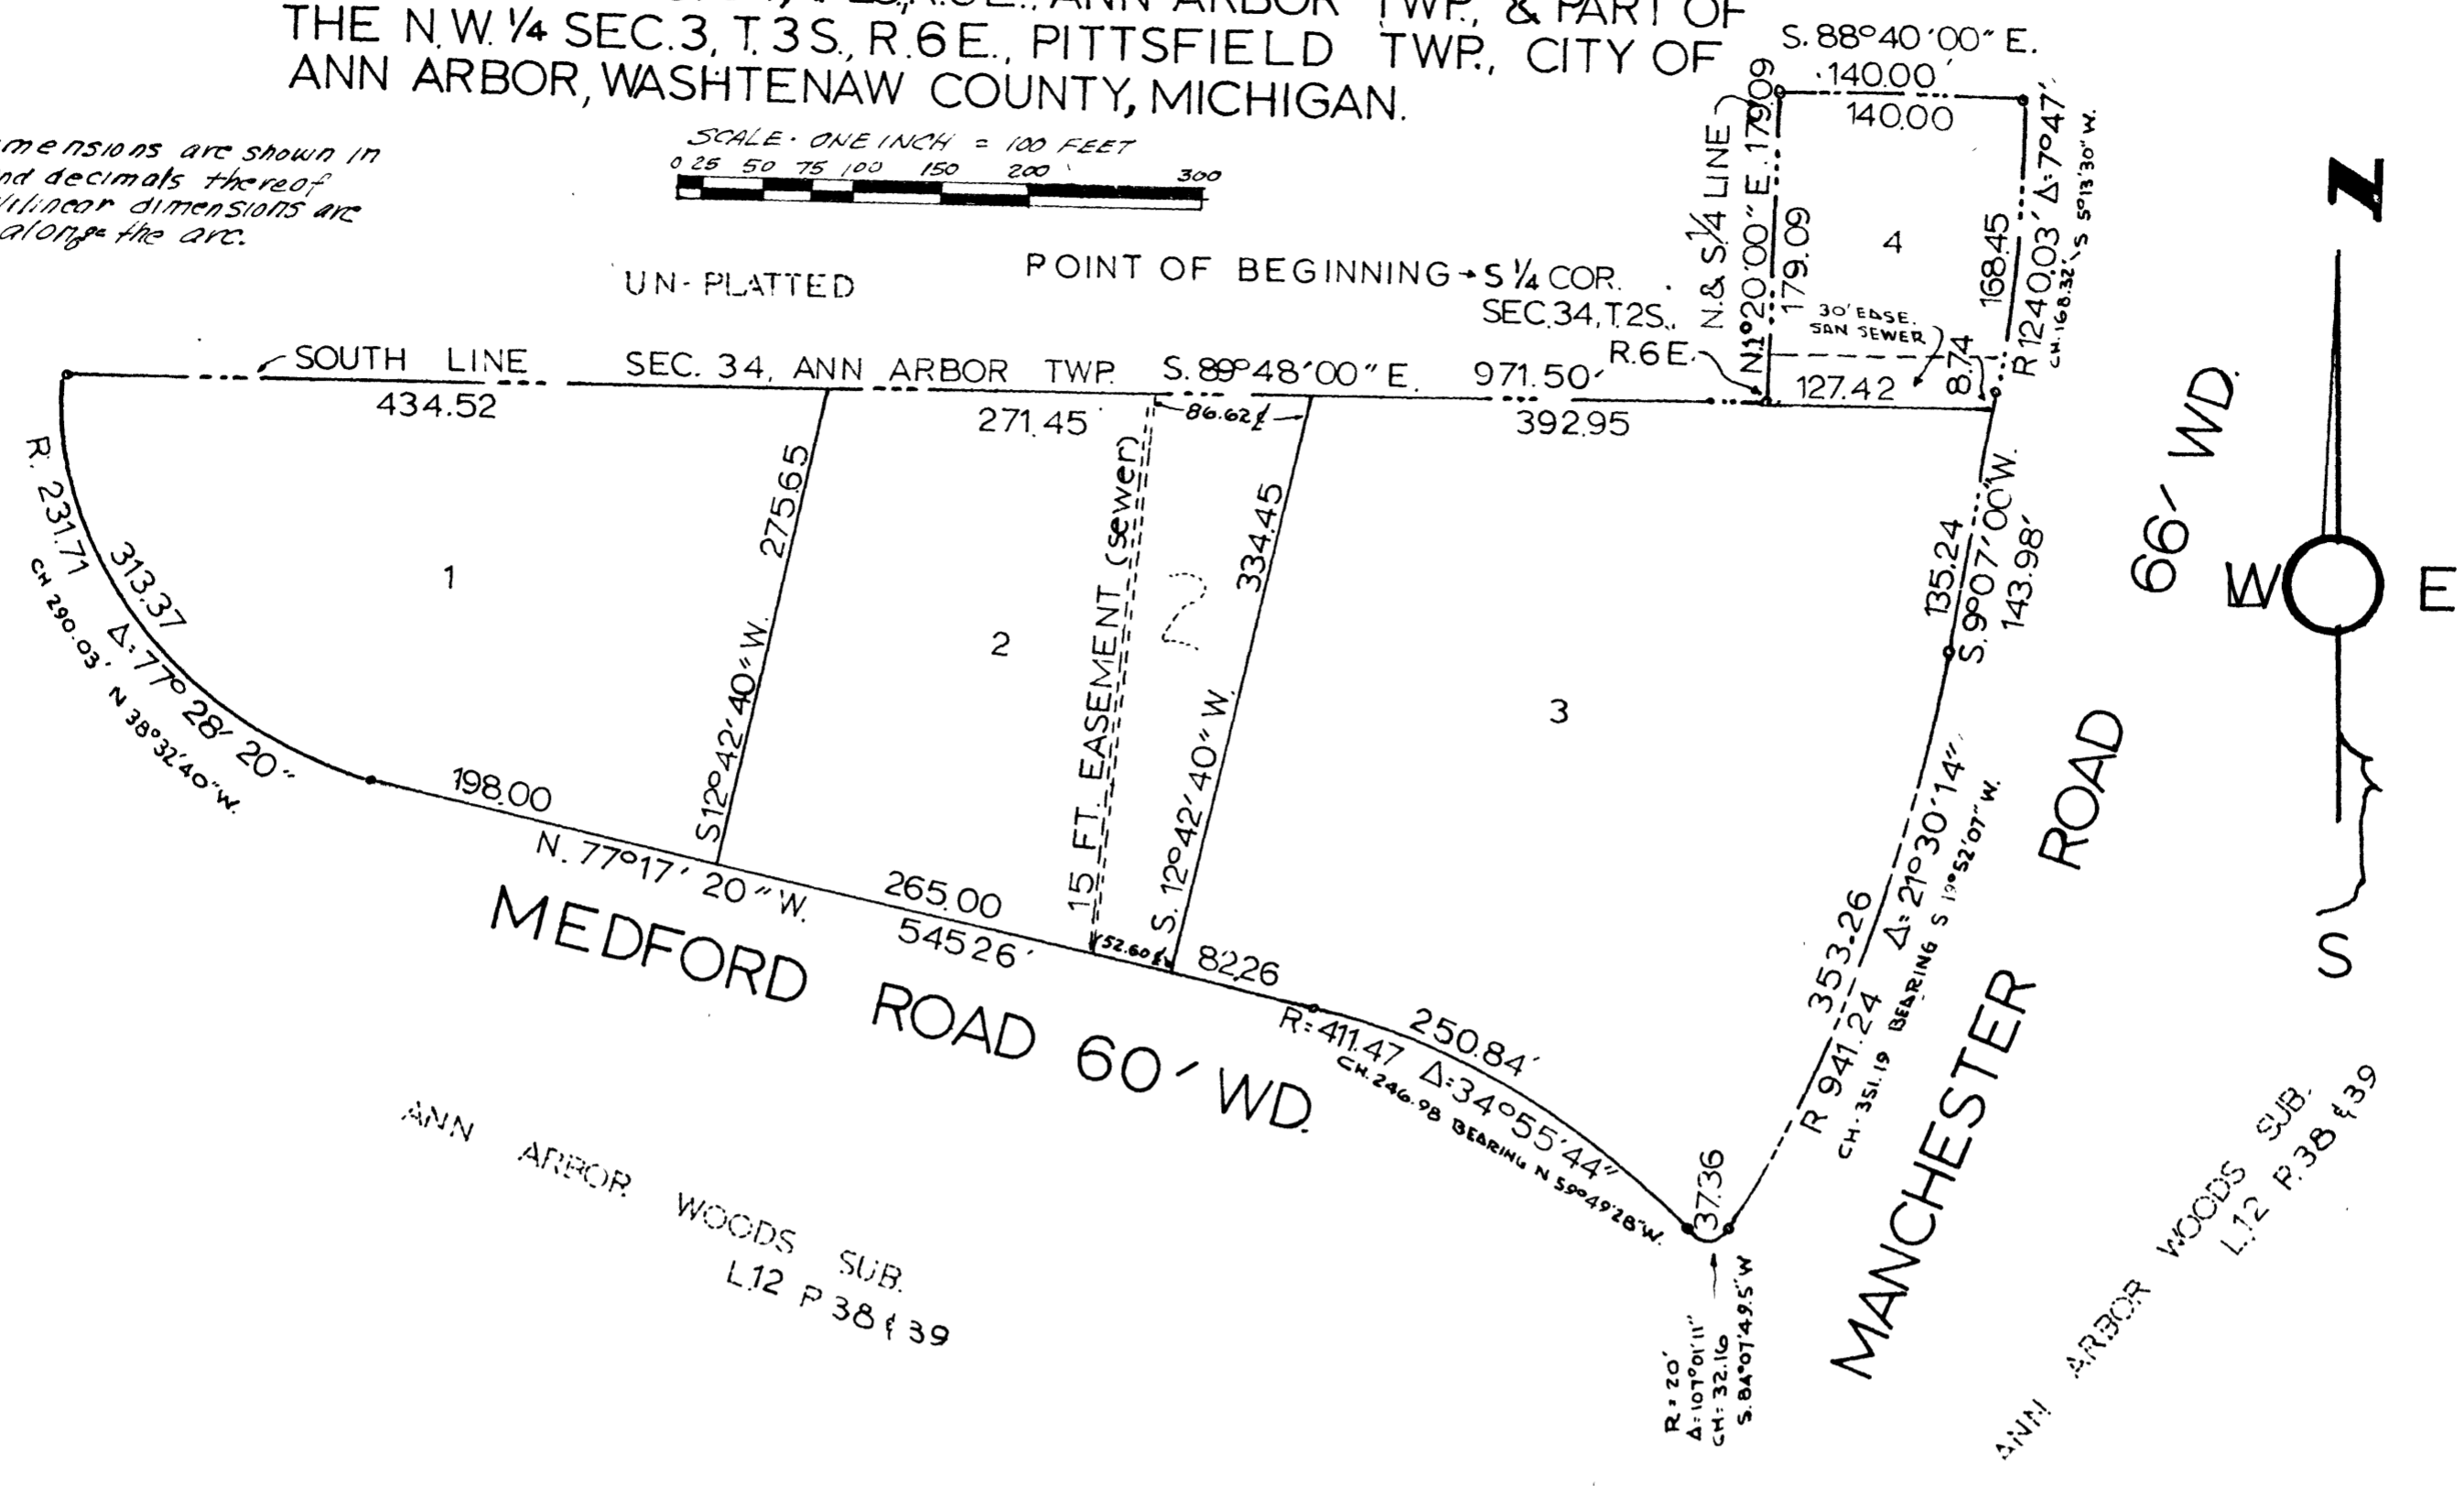 ANN ARBOR TWP., & PART OF
THE N.W. ¼ SEC. 3, T. 3 S., R. 6 E., PITTSFIELD TWP., CITY OF
ANN ARBOR, WASHTENAW COUNTY, MICHIGAN.
SCALE · ONE INCH = 100 FEET
0 25 50 75 100 150 200 300
mensions are shown in
nd decimals thereof
ilinear dimensions are
along the arc.
UN-PLATTED
POINT OF BEGINNING → S ¼ COR.
SEC. 34, T. 2S.,
R. 6 E.
S. 88°40'00" E.
140.00'
140.00
N. & S. ¼ LINE
N.1°20'00" E. 179.09
179.09
4
168.45
R 1240.03' Δ:7°47'
CH. 168.32' S 5°13'30" W.
30' EASE.
SAN SEWER
8.74
127.42
SOUTH LINE SEC. 34, ANN ARBOR TWP. S. 89°48'00" E. 971.50'
434.52
271.45
86.62'
392.95
R. 231.71 Δ:77° 28' 20"
313.37
CH 290.03' N 38°32'40" W.
1
S 12°42'40" W. 275.65
2
15 FT. EASEMENT (sewer)
2
S. 12°42'40" W. 334.45
3
135.24
S. 9°07'00" W.
143.98'
66' WD.
N
W E
S
198.00
N. 77°17'20" W.
265.00
545.26'
52.60
82.26
MEDFORD ROAD 60' WD.
250.84'
R=411.47 Δ=34°55'44"
CH. 246.98 BEARING N 59°49'28" W.
353.26
R 941.24 Δ=21°30'14"
CH. 351.19 BEARING S 19°52'07" W.
37.36
R = 20'
Δ=107°01'11"
CH= 32.16
S. 84°07'49.5" W
MANCHESTER ROAD
ANN ARBOR WOODS SUB.
L.12 P 38 & 39
ANN ARBOR WOODS SUB.
L.12 P. 38 & 39